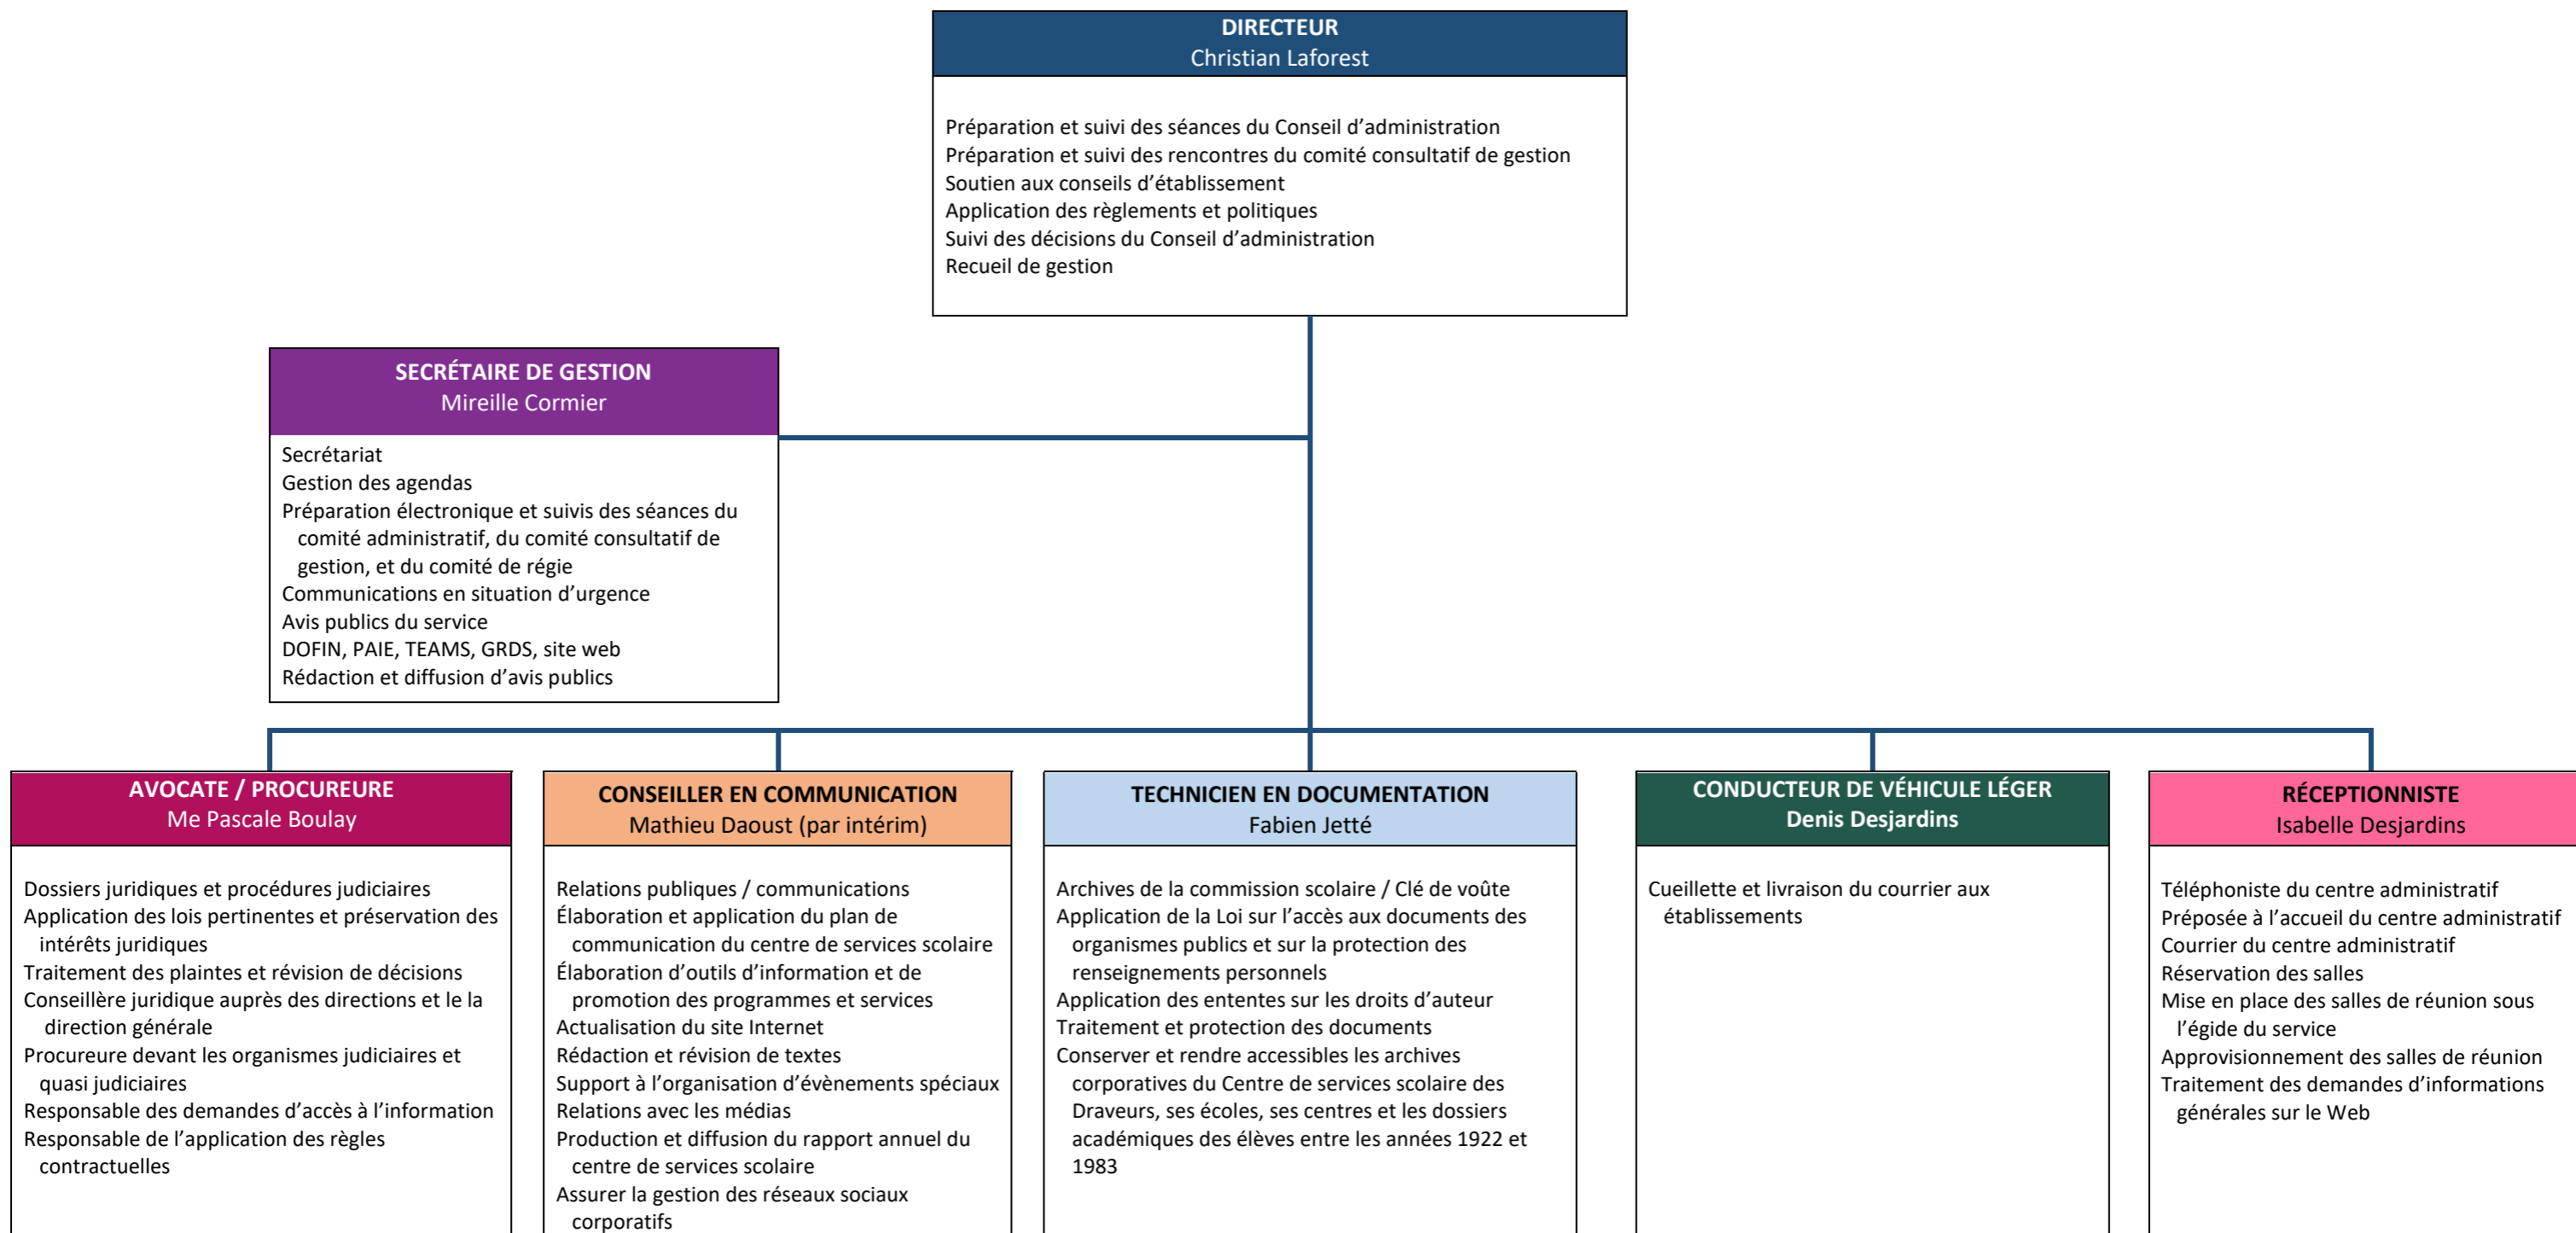 DIRECTEUR
Christian Laforest
Préparation et suivi des séances du Conseil d’administration
Préparation et suivi des rencontres du comité consultatif de gestion
Soutien aux conseils d’établissement
Application des règlements et politiques
Suivi des décisions du Conseil d’administration
Recueil de gestion
SECRÉTAIRE DE GESTION
Mireille Cormier
Secrétariat
Gestion des agendas
Préparation électronique et suivis des séances du
comité administratif, du comité consultatif de
gestion, et du comité de régie
Communications en situation d’urgence
Avis publics du service
DOFIN, PAIE, TEAMS, GRDS, site web
Rédaction et diffusion d’avis publics
AVOCATE / PROCUREURE
Me Pascale Boulay
Dossiers juridiques et procédures judiciaires
Application des lois pertinentes et préservation des
intérêts juridiques
Traitement des plaintes et révision de décisions
Conseillère juridique auprès des directions et le la
direction générale
Procureure devant les organismes judiciaires et
quasi judiciaires
Responsable des demandes d’accès à l’information
Responsable de l’application des règles
contractuelles
CONSEILLER EN COMMUNICATION
Mathieu Daoust (par intérim)
Relations publiques / communications
Élaboration et application du plan de
communication du centre de services scolaire
Élaboration d’outils d’information et de
promotion des programmes et services
Actualisation du site Internet
Rédaction et révision de textes
Support à l’organisation d’évènements spéciaux
Relations avec les médias
Production et diffusion du rapport annuel du
centre de services scolaire
Assurer la gestion des réseaux sociaux
corporatifs
TECHNICIEN EN DOCUMENTATION
Fabien Jetté
Archives de la commission scolaire / Clé de voûte
Application de la Loi sur l’accès aux documents des
organismes publics et sur la protection des
renseignements personnels
Application des ententes sur les droits d’auteur
Traitement et protection des documents
Conserver et rendre accessibles les archives
corporatives du Centre de services scolaire des
Draveurs, ses écoles, ses centres et les dossiers
académiques des élèves entre les années 1922 et
1983
CONDUCTEUR DE VÉHICULE LÉGER
Denis Desjardins
Cueillette et livraison du courrier aux
établissements
RÉCEPTIONNISTE
Isabelle Desjardins
Téléphoniste du centre administratif
Préposée à l’accueil du centre administratif
Courrier du centre administratif
Réservation des salles
Mise en place des salles de réunion sous
l’égide du service
Approvisionnement des salles de réunion
Traitement des demandes d’informations
générales sur le Web